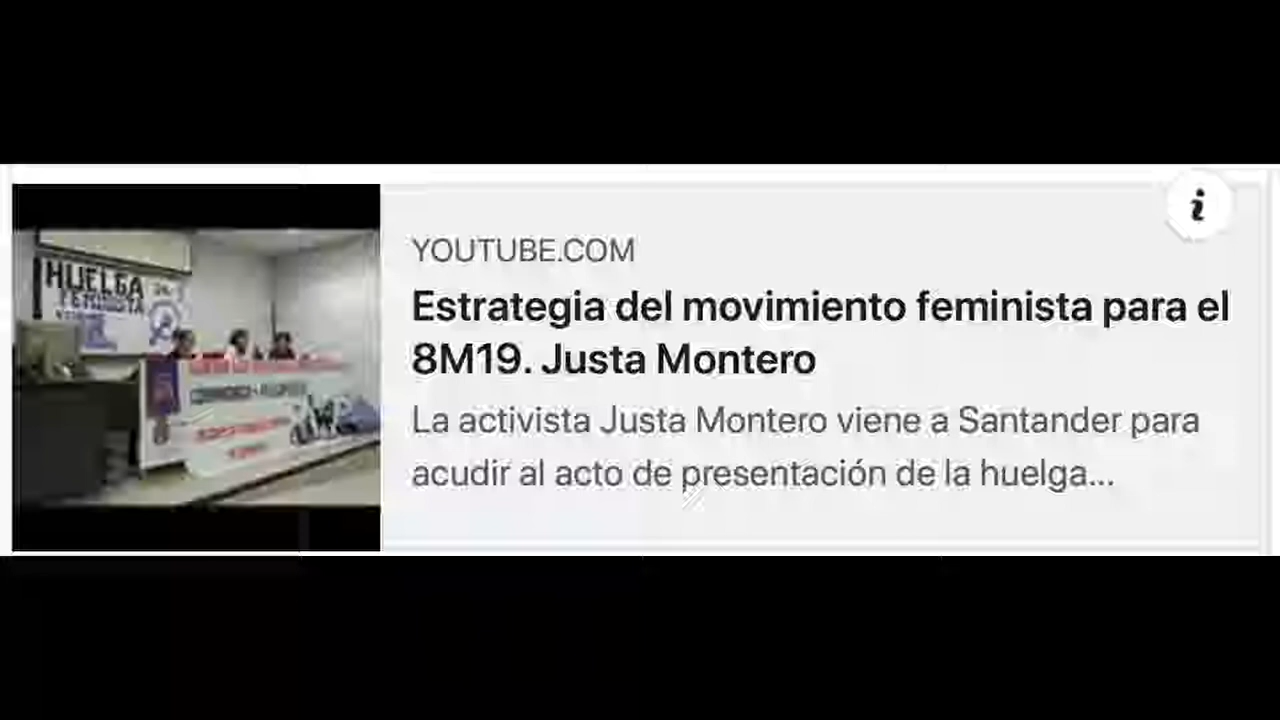 HUELGA
FEMINISTA
YOUTUBE.COM
Estrategia del movimiento feminista para el
8M19. Justa Montero
La activista Justa Montero viene a Santander para
acudir al acto de presentación de la huelga...